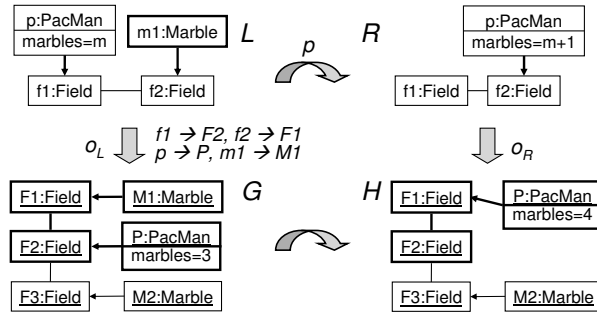 p:PacMan
marbles=m
m1:Marble
L
f1:Field
f2:Field
p
R
p:PacMan
marbles=m+1
f1:Field
f2:Field
oL
f1 → F2, f2 → F1
p → P, m1 → M1
oR
G
F1:Field
M1:Marble
F2:Field
P:PacMan
marbles=3
F3:Field
M2:Marble
H
F1:Field
P:PacMan
marbles=4
F2:Field
F3:Field
M2:Marble